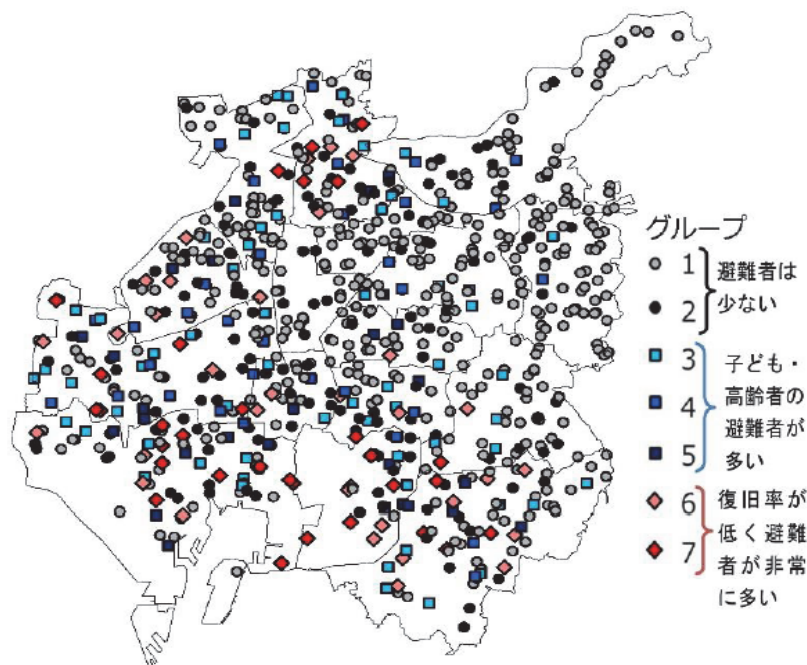 グループ
1
2
避難者は
少ない
3
4
5
子ども・
高齢者の
避難者が
多い
6
7
復旧率が
低く避難
者が非常
に多い